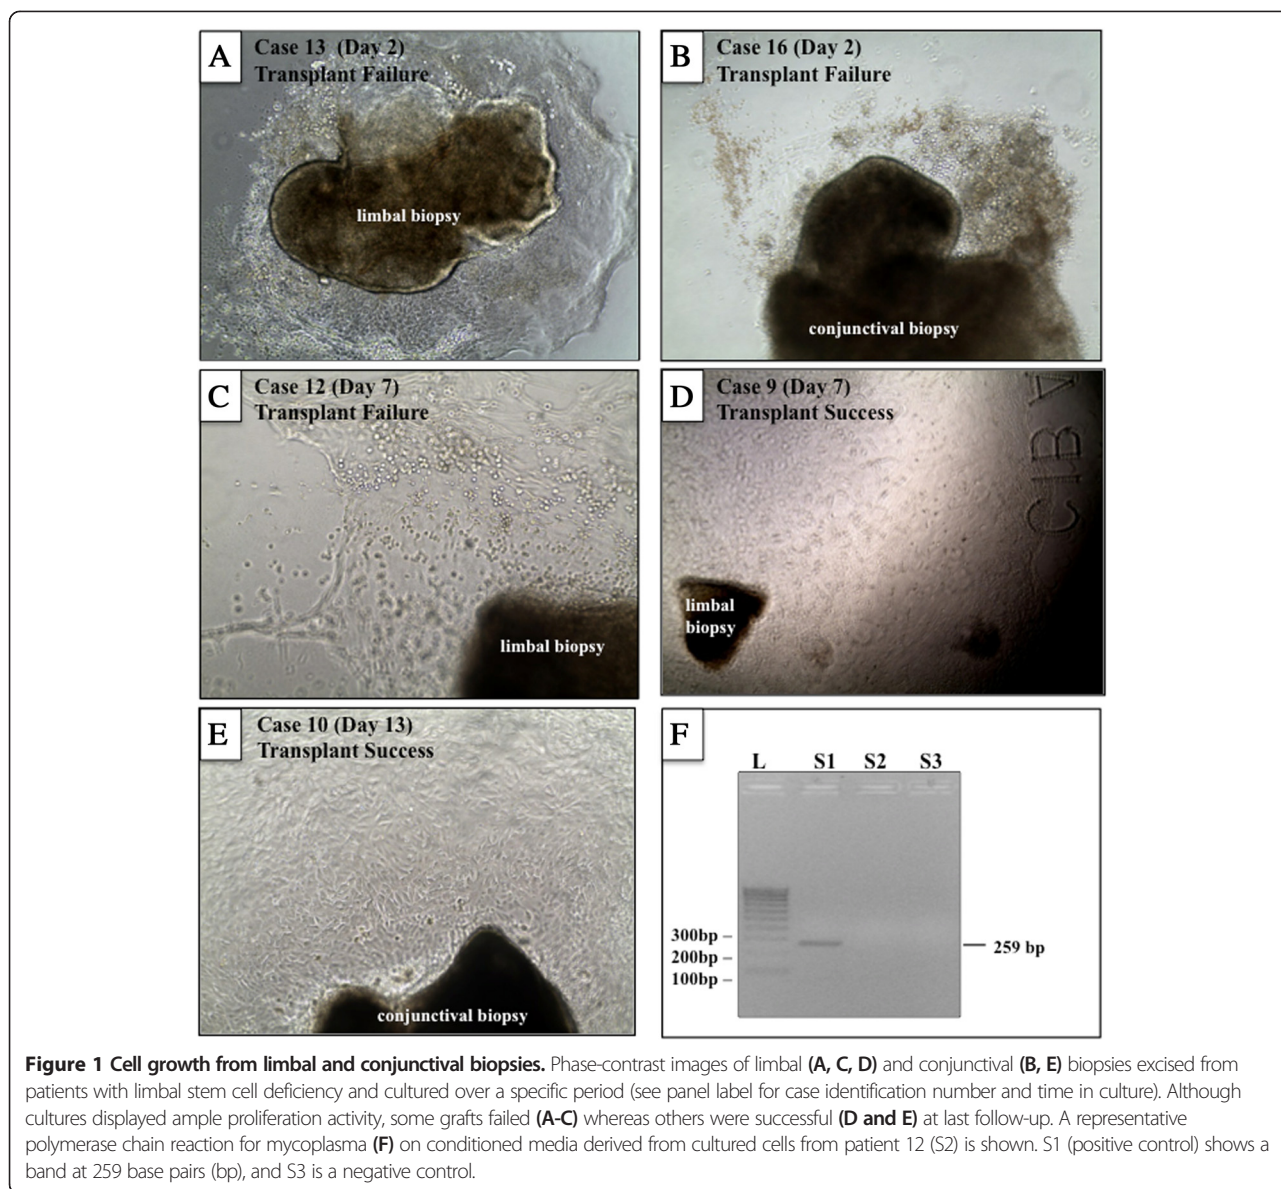 A
Case 13 (Day 2)
Transplant Failure
limbal biopsy
B
Case 16 (Day 2)
Transplant Failure
conjunctival biopsy
C
Case 12 (Day 7)
Transplant Failure
limbal biopsy
D
Case 9 (Day 7)
Transplant Success
limbal
biopsy
CIBA V
E
Case 10 (Day 13)
Transplant Success
conjunctival biopsy
F
L S1 S2 S3
300bp –
200bp –
100bp –
— 259 bp
Figure 1 Cell growth from limbal and conjunctival biopsies. Phase-contrast images of limbal (A, C, D) and conjunctival (B, E) biopsies excised from
patients with limbal stem cell deficiency and cultured over a specific period (see panel label for case identification number and time in culture). Although
cultures displayed ample proliferation activity, some grafts failed (A-C) whereas others were successful (D and E) at last follow-up. A representative
polymerase chain reaction for mycoplasma (F) on conditioned media derived from cultured cells from patient 12 (S2) is shown. S1 (positive control) shows a
band at 259 base pairs (bp), and S3 is a negative control.